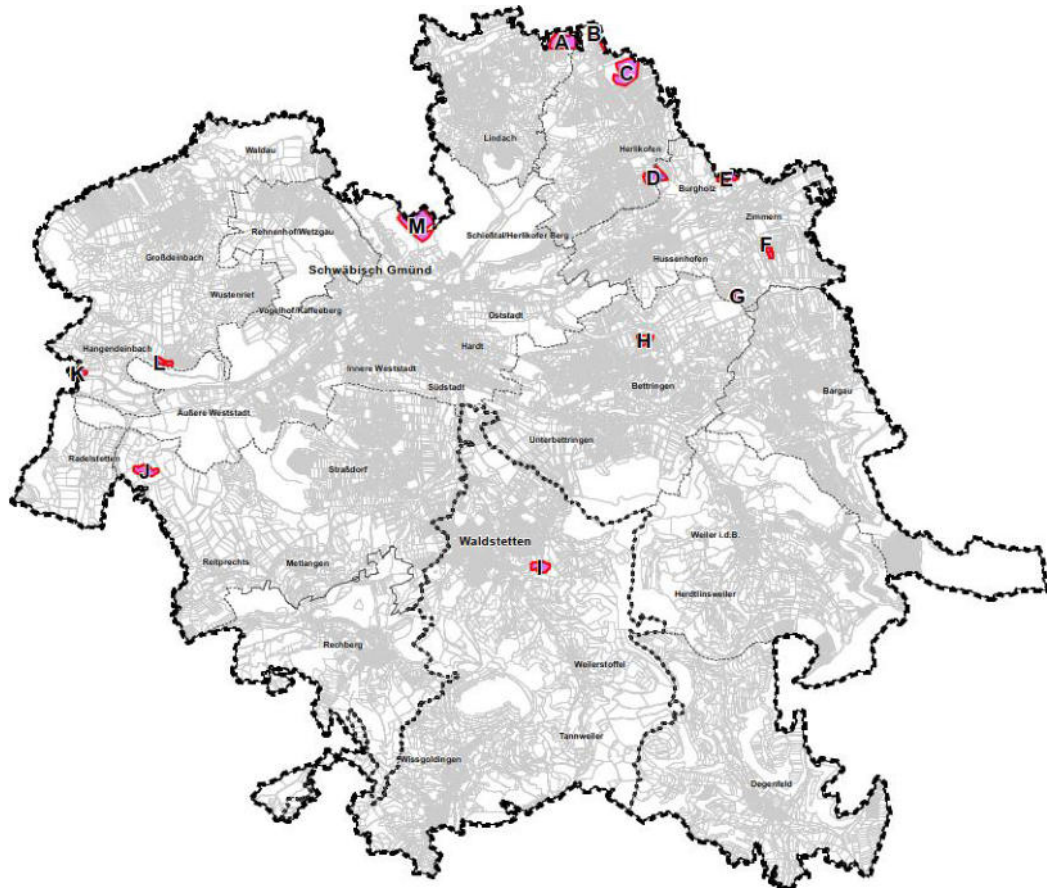 B
A
C
Lindach
Herlikofen
Waldau
D
Burgholz
E
Zimmern
M
Rehnenhof/Wetzgau
Schießtal/Herlikofer Berg
F
Großdeinbach
Hussenhofen
Schwäbisch Gmünd
Wustenriet
G
Vogelhof/Kaffeeberg
Oststadt
H
Hangendeinbach
Hardt
L
K
Innere Weststadt
Südstadt
Bettringen
Bargau
Äußere Weststadt
Unterbettringen
Radelstetten
J
Straßdorf
Waldstetten
Weiler i.d.B.
Reitprechts
Metlangen
I
Herdtlinsweiler
Rechberg
Weilerstoffel
Tannweiler
Wissgoldingen
Degenfeld